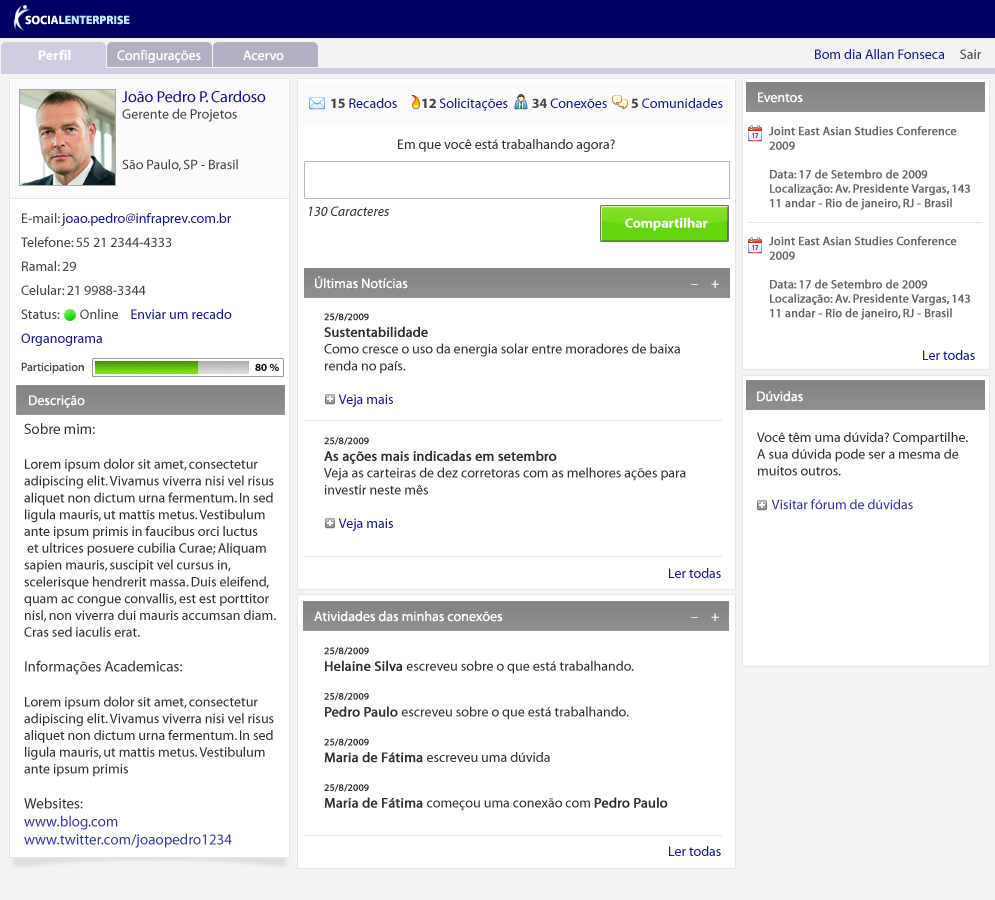 SOCIALENTERPRISE
Perfil
Configurações
Acervo
Bom dia Allan Fonseca
Sair
João Pedro P. Cardoso
Gerente de Projetos
São Paulo, SP - Brasil
E-mail: joao.pedro@infraprev.com.br
Telefone: 55 21 2344-4333
Ramal: 29
Celular: 21 9988-3344
Status: Online Enviar um recado
Organograma
Participation 80 %
Descrição
Sobre mim:
Lorem ipsum dolor sit amet, consectetur
adipiscing elit. Vivamus viverra nisi vel risus
aliquet non dictum urna fermentum. In sed
ligula mauris, ut mattis metus. Vestibulum
ante ipsum primis in faucibus orci luctus
et ultrices posuere cubilia Curae; Aliquam
sapien mauris, suscipit vel cursus in,
scelerisque hendrerit massa. Duis eleifend,
quam ac congue convallis, est est porttitor
nisl, non viverra dui mauris accumsan diam.
Cras sed iaculis erat.
Informações Academicas:
Lorem ipsum dolor sit amet, consectetur
adipiscing elit. Vivamus viverra nisi vel risus
aliquet non dictum urna fermentum. In sed
ligula mauris, ut mattis metus. Vestibulum
ante ipsum primis
Websites:
www.blog.com
www.twitter.com/joaopedro1234
15 Recados
12 Solicitações
34 Conexões
5 Comunidades
Em que você está trabalhando agora?
130 Caracteres
Compartilhar
Últimas Notícias – +
25/8/2009
Sustentabilidade
Como cresce o uso da energia solar entre moradores de baixa
renda no país.
Veja mais
25/8/2009
As ações mais indicadas em setembro
Veja as carteiras de dez corretoras com as melhores ações para
investir neste mês
Veja mais
Ler todas
Atividades das minhas conexões – +
25/8/2009
Helaine Silva escreveu sobre o que está trabalhando.
25/8/2009
Pedro Paulo escreveu sobre o que está trabalhando.
25/8/2009
Maria de Fátima escreveu uma dúvida
25/8/2009
Maria de Fátima começou uma conexão com Pedro Paulo
Ler todas
Eventos
17
Joint East Asian Studies Conference
2009
Data: 17 de Setembro de 2009
Localização: Av. Presidente Vargas, 143
11 andar - Rio de janeiro, RJ - Brasil
17
Joint East Asian Studies Conference
2009
Data: 17 de Setembro de 2009
Localização: Av. Presidente Vargas, 143
11 andar - Rio de janeiro, RJ - Brasil
Ler todas
Dúvidas
Você têm uma dúvida? Compartilhe.
A sua dúvida pode ser a mesma de
muitos outros.
Visitar fórum de dúvidas